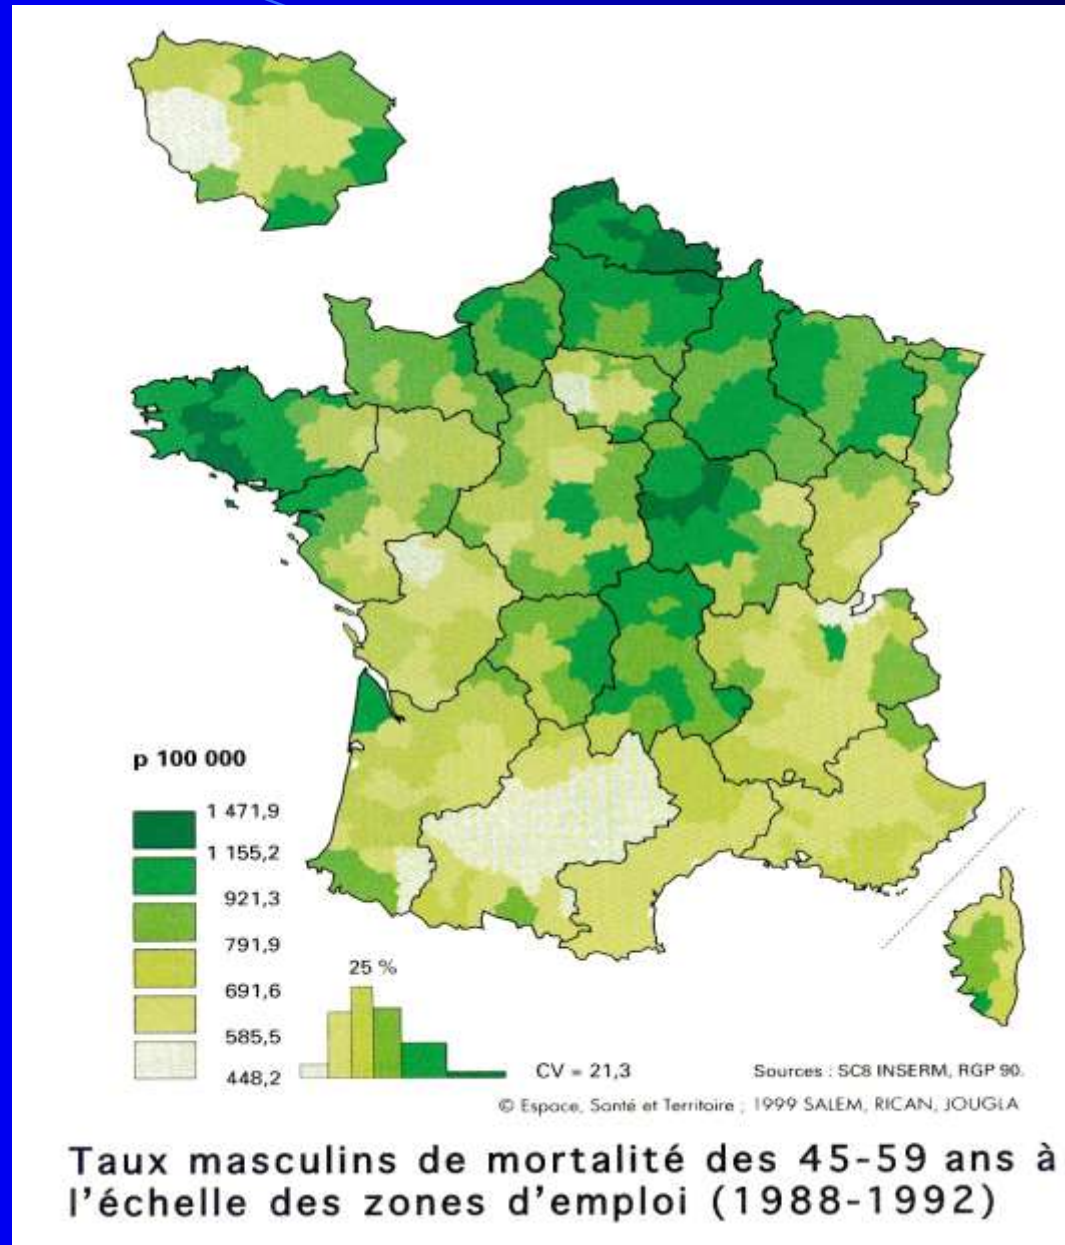 p 100 000
1 471,9
1 155,2
921,3
791,9
691,6
585,5
448,2
25 %
CV = 21,3
Sources : SC8 INSERM, RGP 90.
© Espace, Santé et Territoire ; 1999 SALEM, RICAN, JOUGLA
Taux masculins de mortalité des 45-59 ans à
l'échelle des zones d'emploi (1988-1992)